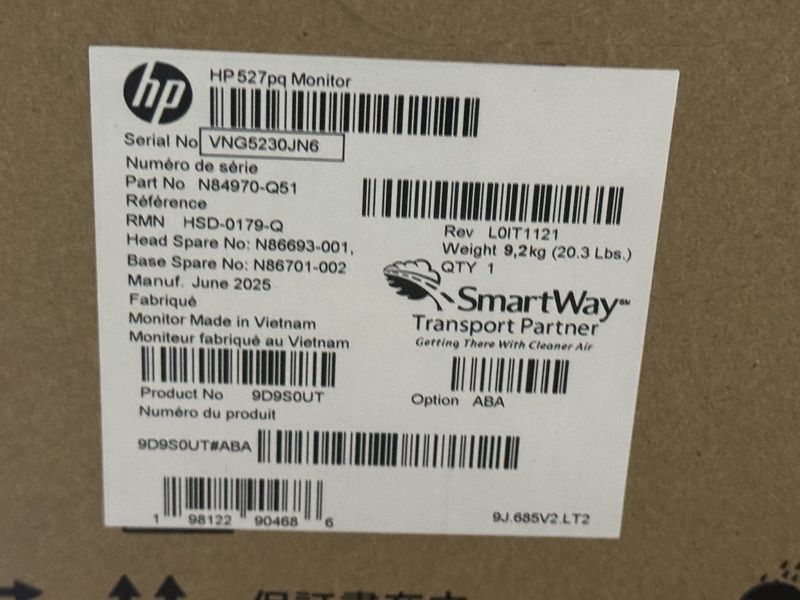 hp
HP 527pq Monitor
Serial No VNG5230JN6
Numéro de série
Part No N84970-Q51
Référence
RMN HSD-0179-Q
Head Spare No: N86693-001,
Base Spare No: N86701-002
Manuf. June 2025
Fabriqué
Monitor Made in Vietnam
Moniteur fabriqué au Vietnam
Rev L0IT1121
Weight 9,2kg (20.3 Lbs.)
QTY 1
SmartWay SM
Transport Partner
Getting There With Cleaner Air
Product No 9D9S0UT
Numéro du produit
Option ABA
9D9S0UT#ABA
1 98122 90468 6
9J.685V2.LT2